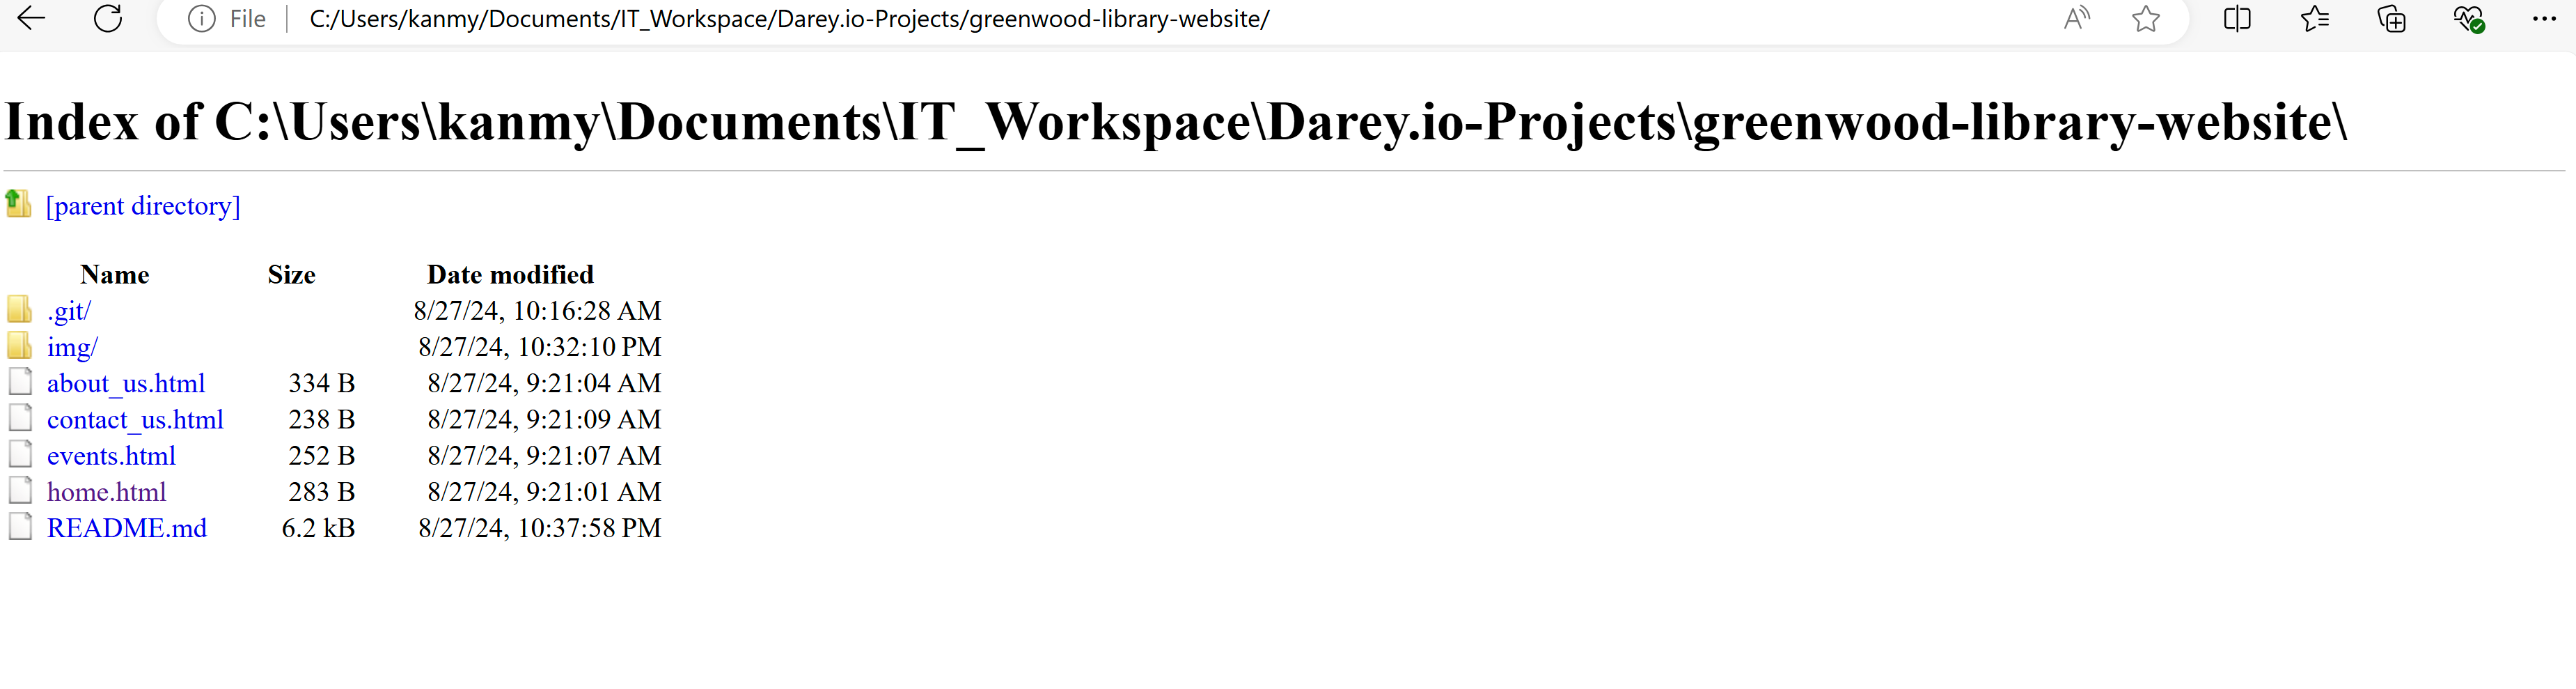 File C:/Users/kanmy/Documents/IT_Workspace/Darey.io-Projects/greenwood-library-website/
Index of C:\Users\kanmy\Documents\IT_Workspace\Darey.io-Projects\greenwood-library-website\
[parent directory]
Name Size Date modified
.git/ 8/27/24, 10:16:28 AM
img/ 8/27/24, 10:32:10 PM
about_us.html 334 B 8/27/24, 9:21:04 AM
contact_us.html 238 B 8/27/24, 9:21:09 AM
events.html 252 B 8/27/24, 9:21:07 AM
home.html 283 B 8/27/24, 9:21:01 AM
README.md 6.2 kB 8/27/24, 10:37:58 PM